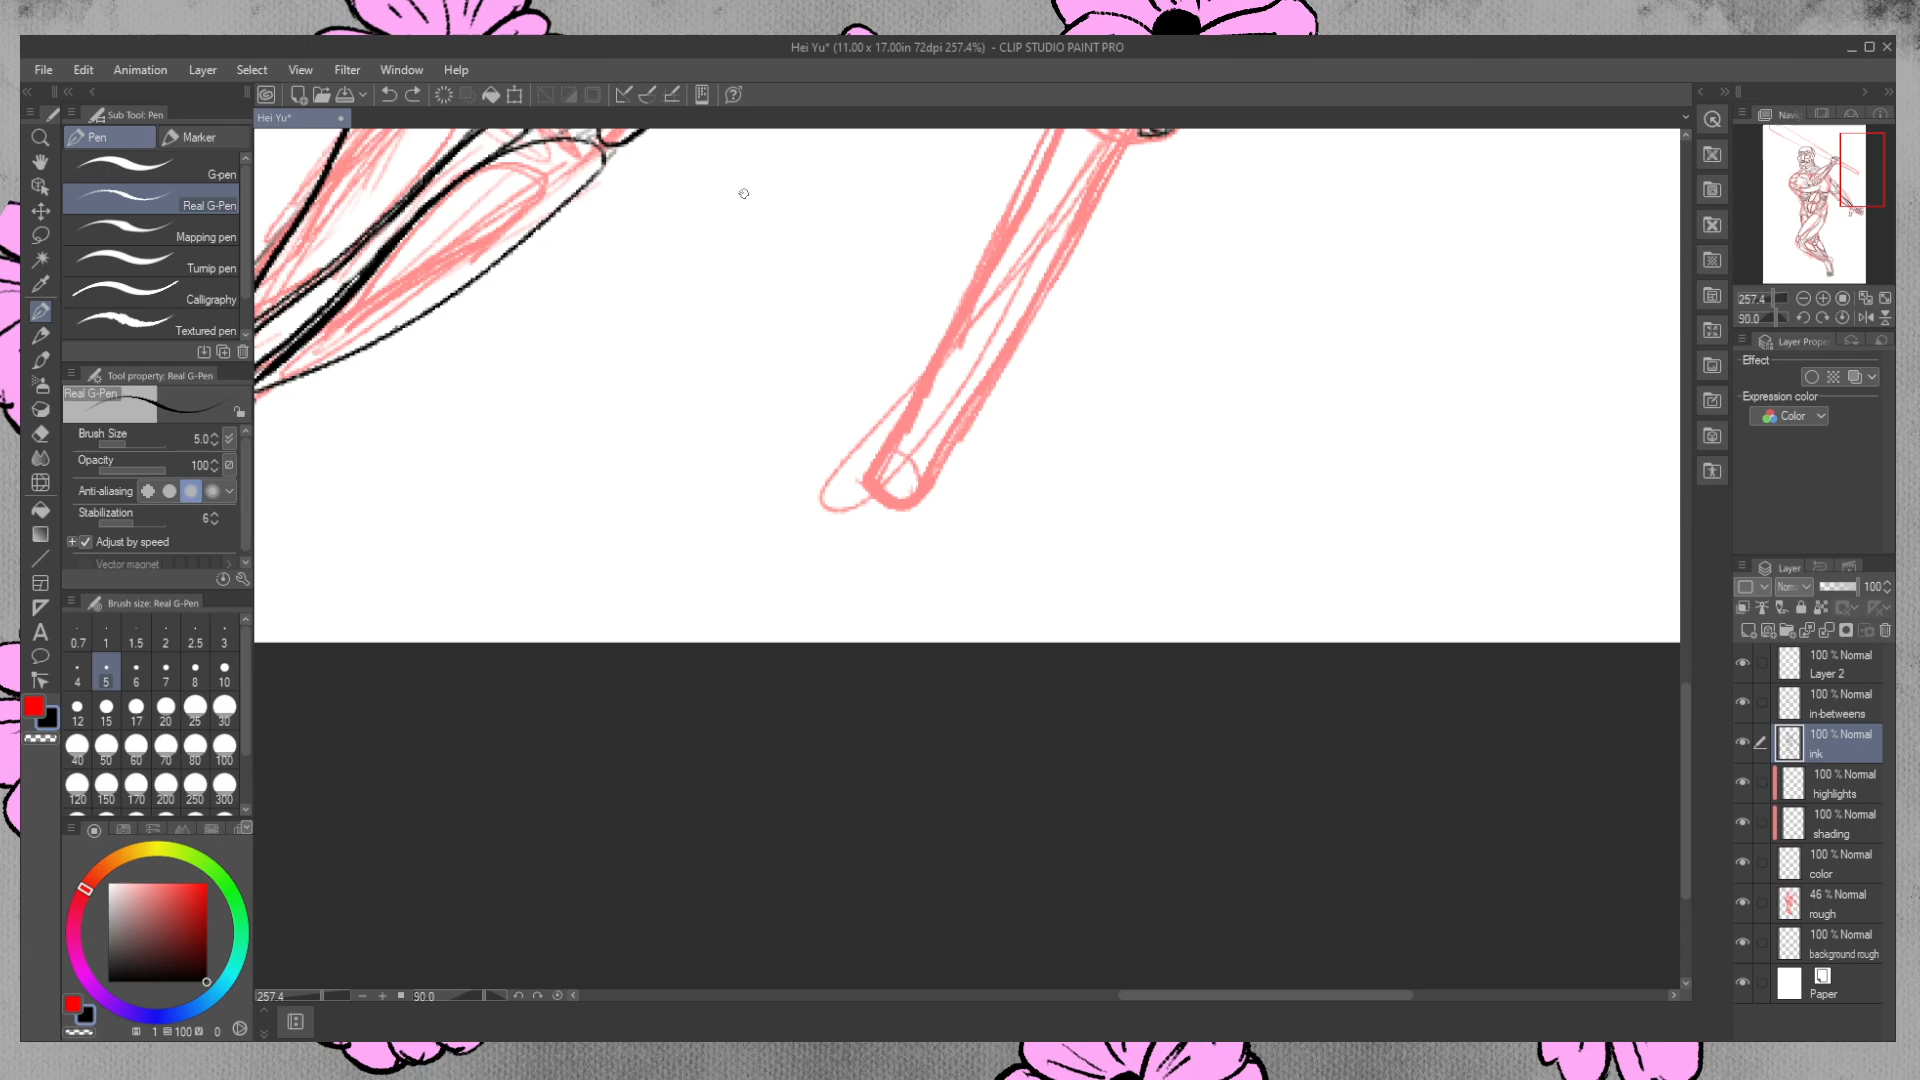 Hei Yu* (11.00 x 17.00in 72dpi 257.4%) - CLIP STUDIO PAINT PRO
File Edit Animation Layer Select View Filter Window Help
Sub Tool: Pen
Hei Yu*
Pen Marker
G-pen
Real G-Pen
Mapping pen
Turnip pen
Calligraphy
Textured pen
Tool property: Real G-Pen
Real G-Pen
Brush Size 5.0
Opacity 100
Anti-aliasing
Stabilization 6
Adjust by speed
Vector magnet
Brush size: Real G-Pen
0.7 1 1.5 2 2.5 3
4 5 6 7 8 10
12 15 17 20 25 30
40 50 60 70 80 100
120 150 170 200 250 300
1 100 0
257.4 90.0
Navig
257.4
90.0
Layer Proper
Effect
Expression color
Color
Layer
Norm 100
100 % Normal
Layer 2
100 % Normal
in-betweens
100 % Normal
ink
100 % Normal
highlights
100 % Normal
shading
100 % Normal
color
46 % Normal
rough
100 % Normal
background rough
Paper